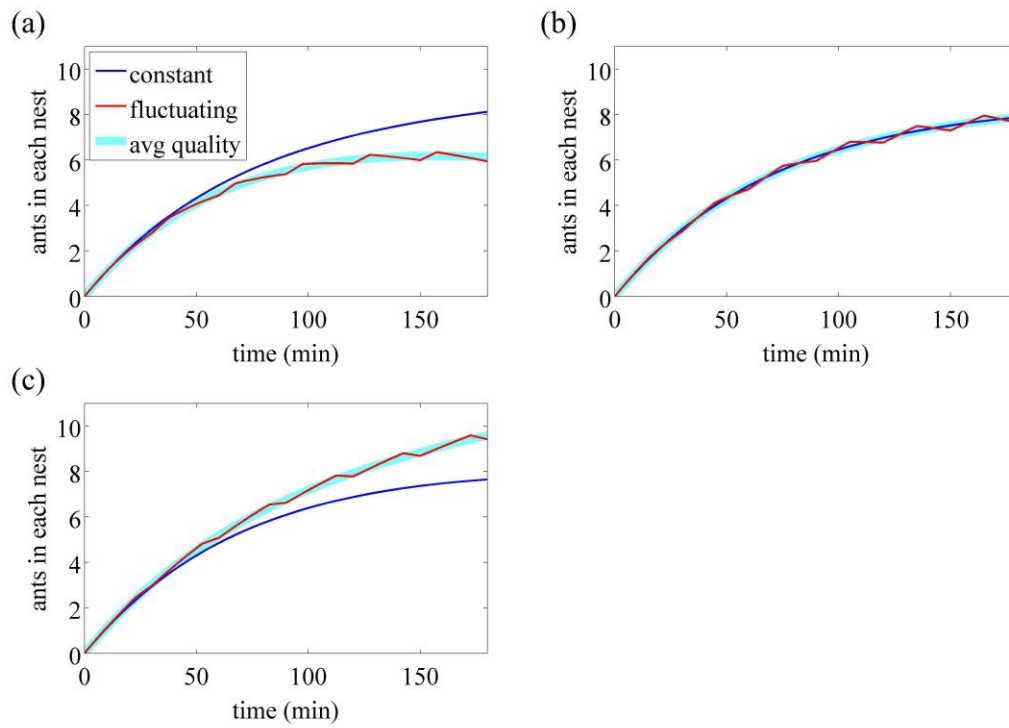 (a)
ants in each nest
10
8
6
4
2
0
constant
fluctuating
avg quality
0 50 100 150
time (min)
(b)
ants in each nest
10
8
6
4
2
0
0 50 100 150
time (min)
(c)
ants in each nest
10
8
6
4
2
0
0 50 100 150
time (min)